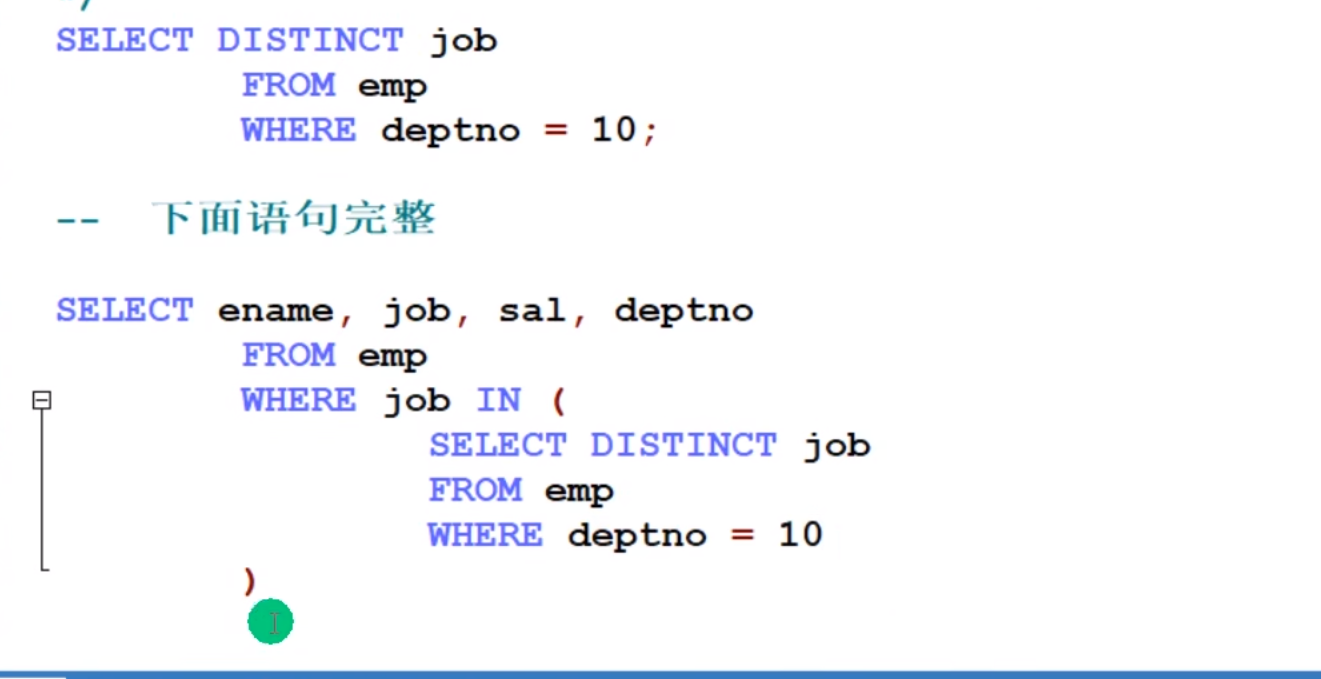 SELECT DISTINCT job
FROM emp
WHERE deptno = 10;
-- 下面语句完整
SELECT ename, job, sal, deptno
FROM emp
WHERE job IN (
SELECT DISTINCT job
FROM emp
WHERE deptno = 10
)